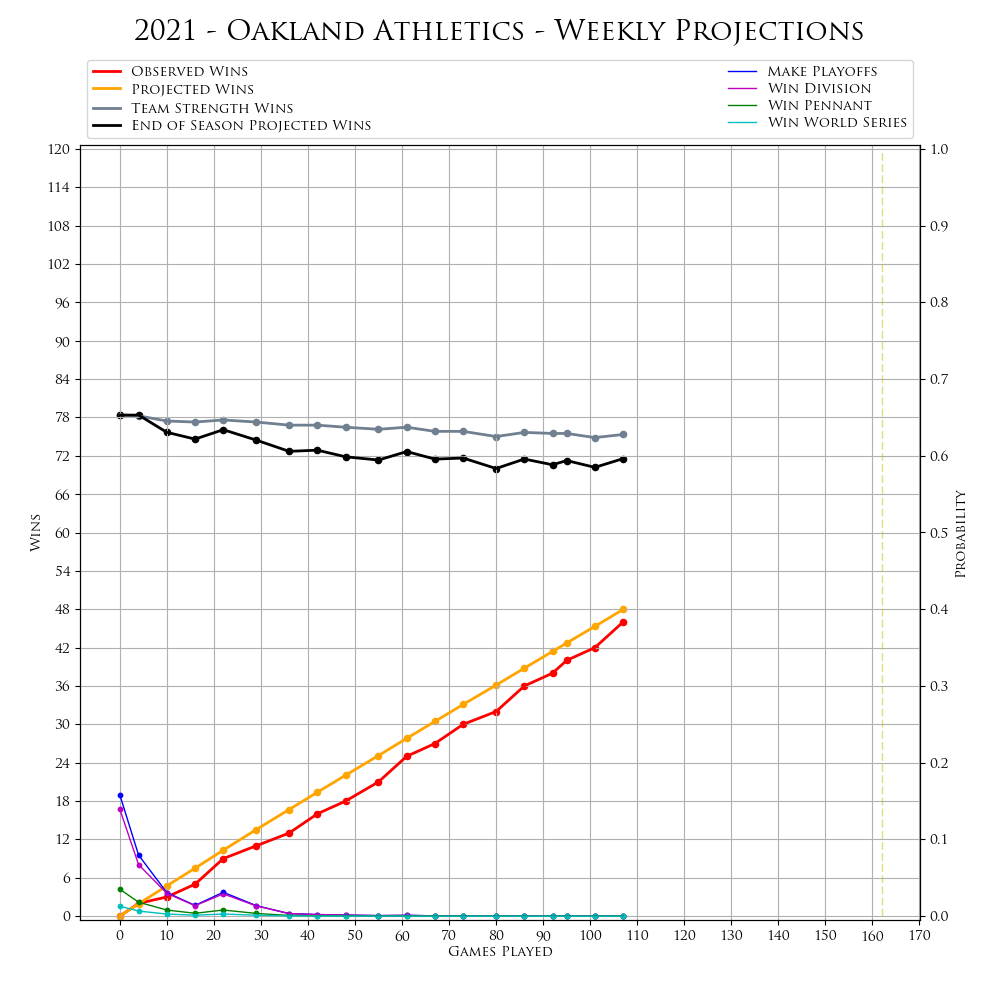 2021 - Oakland Athletics - Weekly Projections
Observed Wins
Projected Wins
Team Strength Wins
End of Season Projected Wins
Make Playoffs
Win Division
Win Pennant
Win World Series
120
114
108
102
96
90
84
78
72
66
60
54
48
42
36
30
24
18
12
6
0
Wins
1.0
0.9
0.8
0.7
0.6
0.5
0.4
0.3
0.2
0.1
0.0
Probability
0 10 20 30 40 50 60 70 80 90 100 110 120 130 140 150 160 170
Games Played